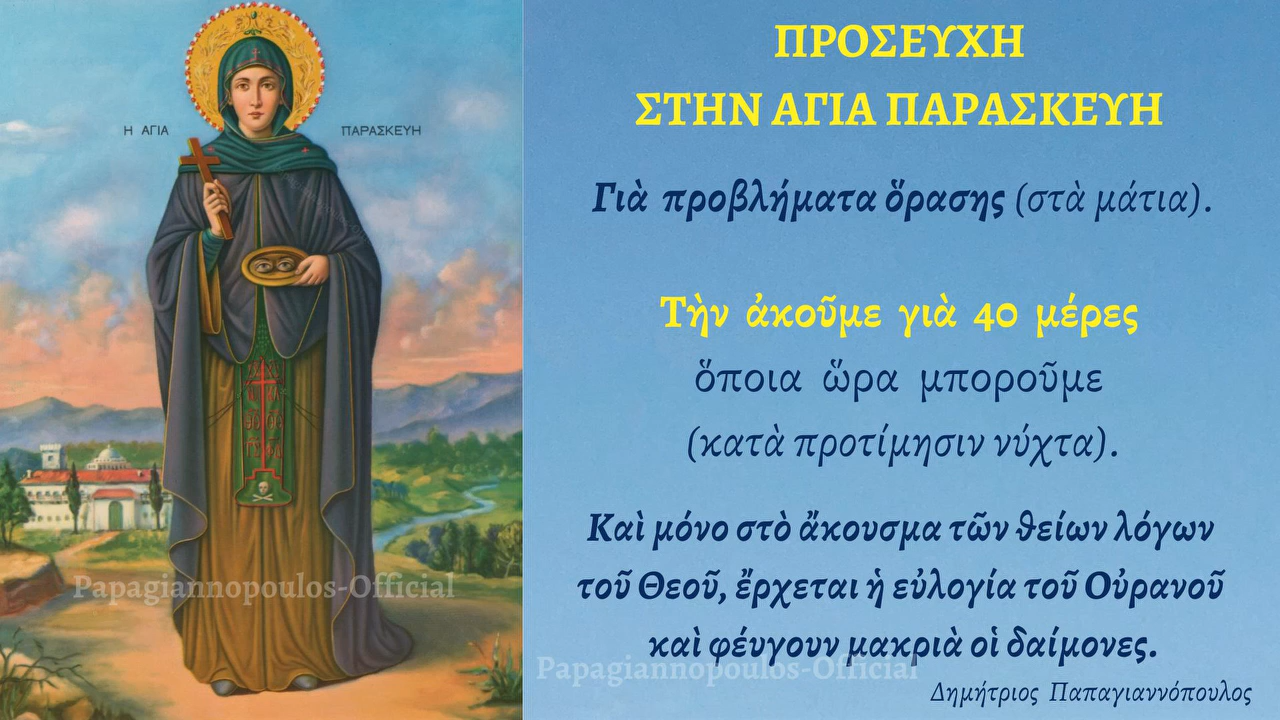 Η ΑΓΙΑ ΠΑΡΑΣΚΕΥΗ
Papagiannopoulos-Official
ΠΡΟΣΕΥΧΗ
ΣΤΗΝ ΑΓΙΑ ΠΑΡΑΣΚΕΥΗ
Γιὰ προβλήματα ὅρασης (στὰ μάτια).
Τὴν ἀκοῦμε γιὰ 40 μέρες
ὅποια ὥρα μποροῦμε
(κατὰ προτίμησιν νύχτα).
Καὶ μόνο στὸ ἄκουσμα τῶν θείων λόγων
τοῦ Θεοῦ, ἔρχεται ἡ εὐλογία τοῦ Οὐρανοῦ
καὶ φέυγουν μακριὰ οἱ δαίμονες.
Papagiannopoulos-Official
Δημήτριος Παπαγιαννόπουλος